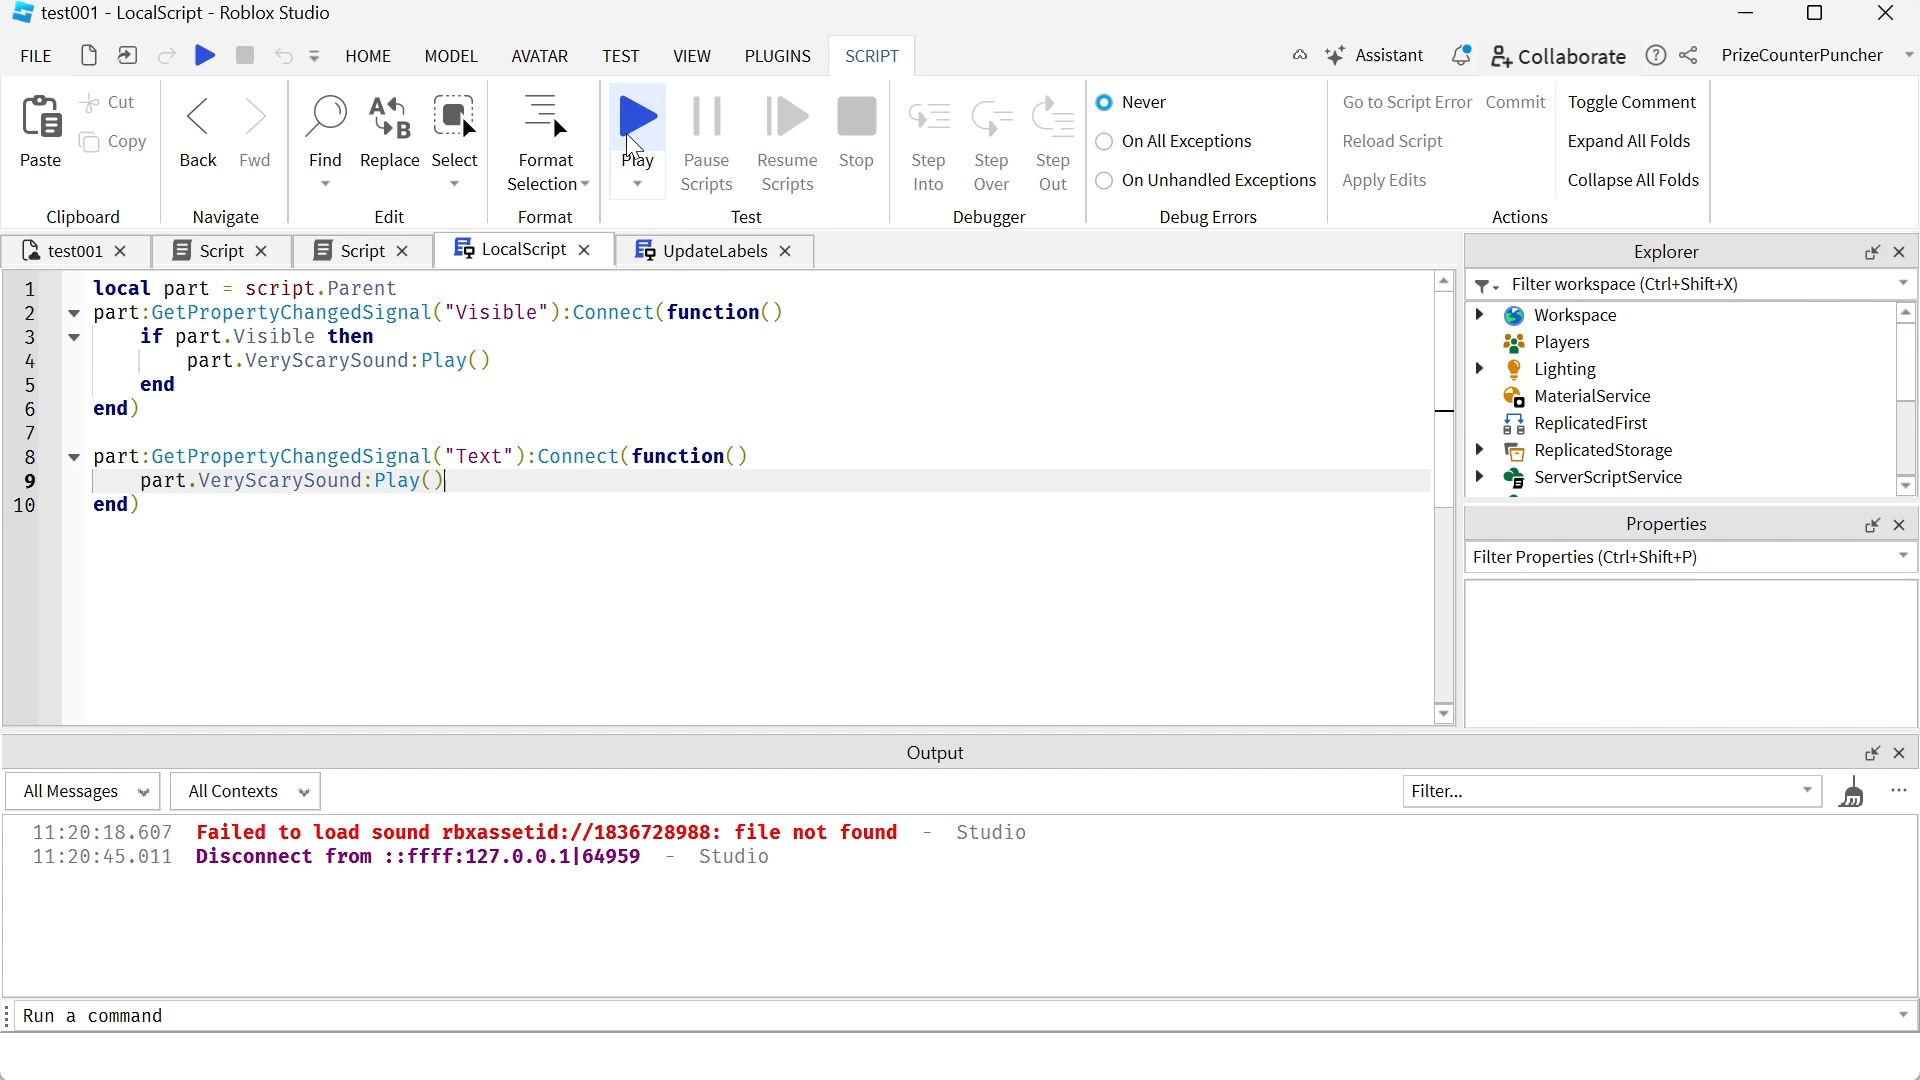 test001 - LocalScript - Roblox Studio
FILE HOME MODEL AVATAR TEST VIEW PLUGINS SCRIPT Assistant Collaborate PrizeCounterPuncher
Paste Cut Copy
Clipboard
Back Fwd
Navigate
Find Replace Select
Edit
Format Selection
Format
Play Pause Scripts Resume Scripts Stop
Test
Step Into Step Over Step Out
Debugger
Never
On All Exceptions
On Unhandled Exceptions
Debug Errors
Go to Script Error Commit Toggle Comment
Reload Script Expand All Folds
Apply Edits Collapse All Folds
Actions
test001 Script Script LocalScript UpdateLabels
1 local part = script.Parent
2 part:GetPropertyChangedSignal("Visible"):Connect(function()
3 if part.Visible then
4 part.VeryScarySound:Play()
5 end
6 end)
7
8 part:GetPropertyChangedSignal("Text"):Connect(function()
9 part.VeryScarySound:Play()
10 end)
Explorer
Filter workspace (Ctrl+Shift+X)
Workspace
Players
Lighting
MaterialService
ReplicatedFirst
ReplicatedStorage
ServerScriptService
Properties
Filter Properties (Ctrl+Shift+P)
Output
All Messages All Contexts Filter...
11:20:18.607 Failed to load sound rbxassetid://1836728988: file not found - Studio
11:20:45.011 Disconnect from ::ffff:127.0.0.1|64959 - Studio
Run a command